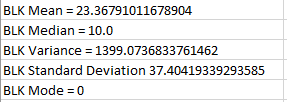 BLK Mean = 23.36791011678904
BLK Median = 10.0
BLK Variance = 1399.0736833761462
BLK Standard Deviation 37.40419339293585
BLK Mode = 0